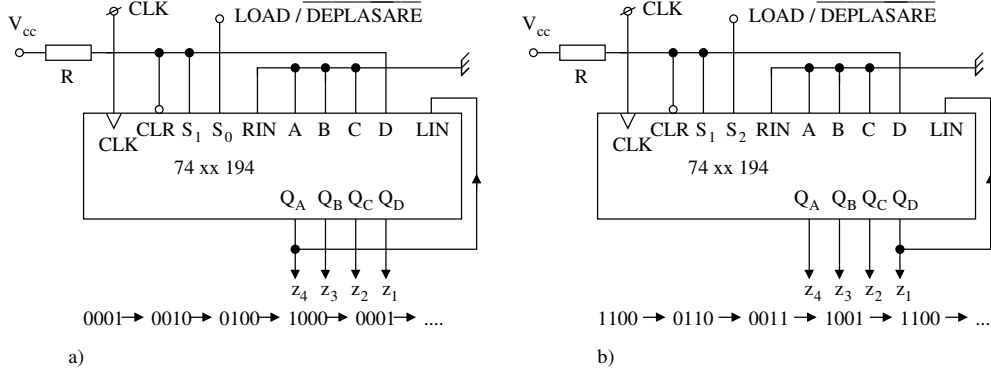 CLK LOAD / DEPLASARE
V_cc
R
CLR S_1 S_0 RIN A B C D LIN
CLK
74 xx 194
Q_A Q_B Q_C Q_D
z_4 z_3 z_2 z_1
0001 → 0010 → 0100 → 1000 → 0001 → ....
a)
CLK LOAD / DEPLASARE
V_cc
R
CLR S_1 S_2 RIN A B C D LIN
CLK
74 xx 194
Q_A Q_B Q_C Q_D
z_4 z_3 z_2 z_1
1100 → 0110 → 0011 → 1001 → 1100 → ...
b)